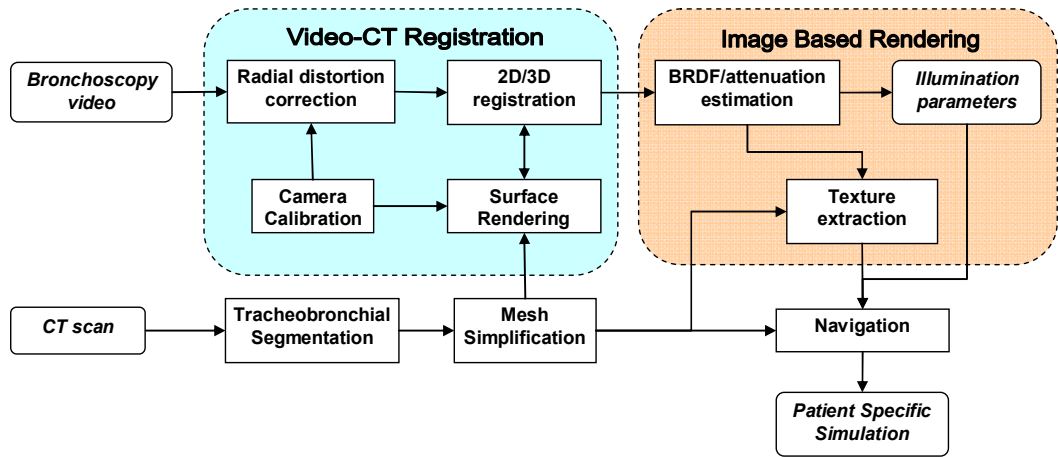 Video-CT Registration
Image Based Rendering
Bronchoscopy
video
Radial distortion
correction
2D/3D
registration
BRDF/attenuation
estimation
Illumination
parameters
Camera
Calibration
Surface
Rendering
Texture
extraction
CT scan
Tracheobronchial
Segmentation
Mesh
Simplification
Navigation
Patient Specific
Simulation